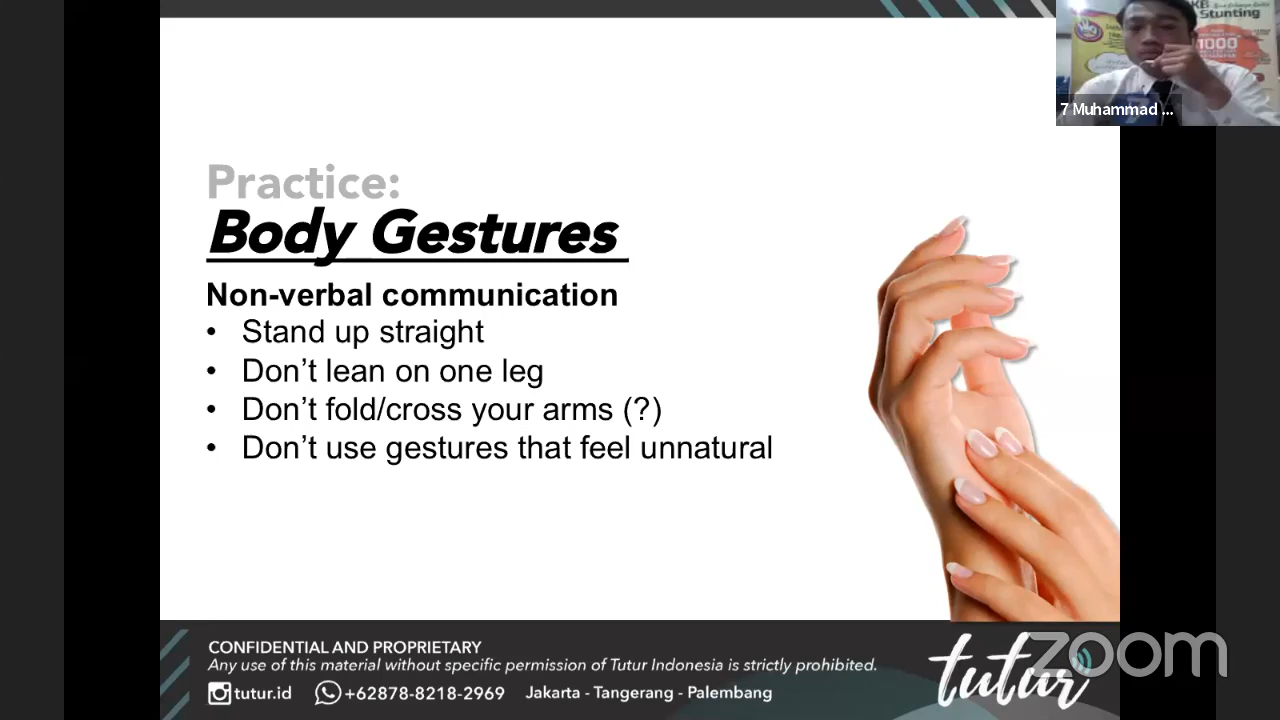 KB
Stunting
1000
7 Muhammad ...
Practice:
Body Gestures
Non-verbal communication
• Stand up straight
• Don’t lean on one leg
• Don’t fold/cross your arms (?)
• Don’t use gestures that feel unnatural
CONFIDENTIAL AND PROPRIETARY
Any use of this material without specific permission of Tutur Indonesia is strictly prohibited.
tutur.id +62878-8218-2969 Jakarta - Tangerang - Palembang
tutur
zoom